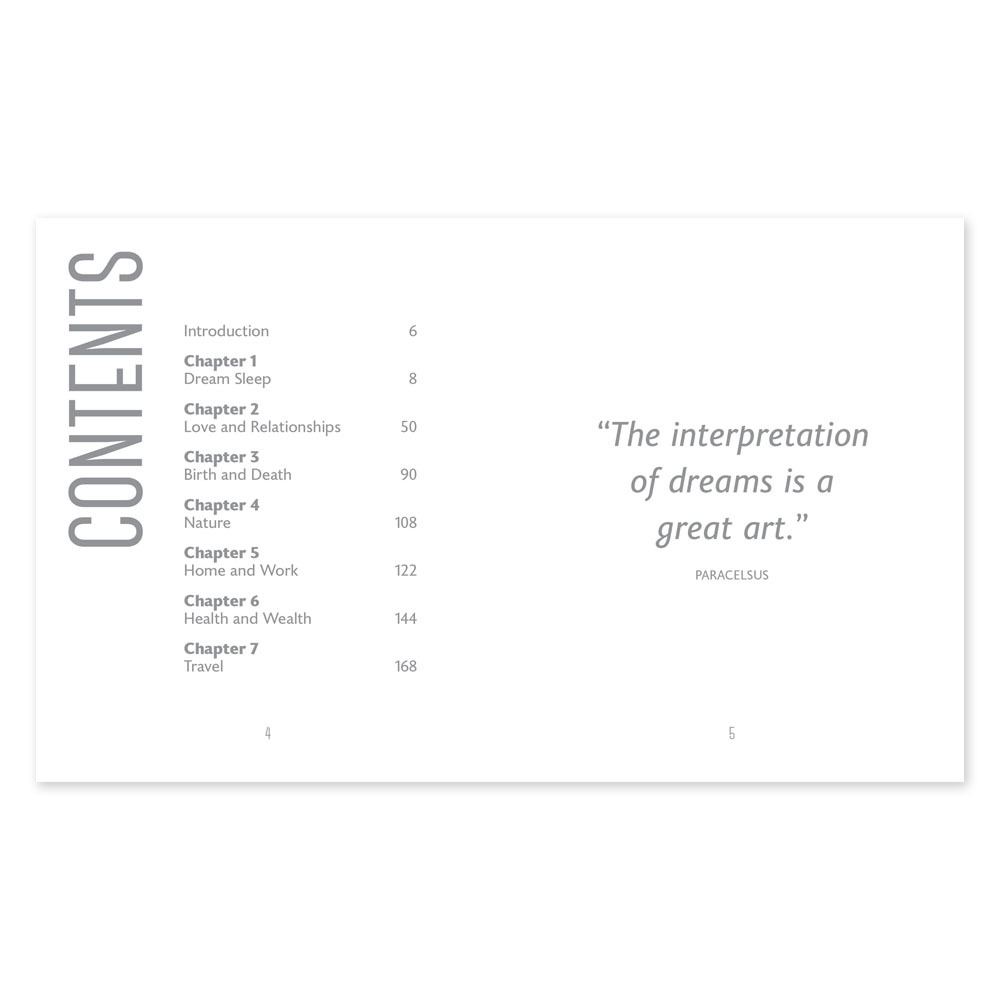 CONTENTS
Introduction 6
Chapter 1
Dream Sleep 8
Chapter 2
Love and Relationships 50
Chapter 3
Birth and Death 90
Chapter 4
Nature 108
Chapter 5
Home and Work 122
Chapter 6
Health and Wealth 144
Chapter 7
Travel 168
4
“The interpretation
of dreams is a
great art.”
PARACELSUS
5